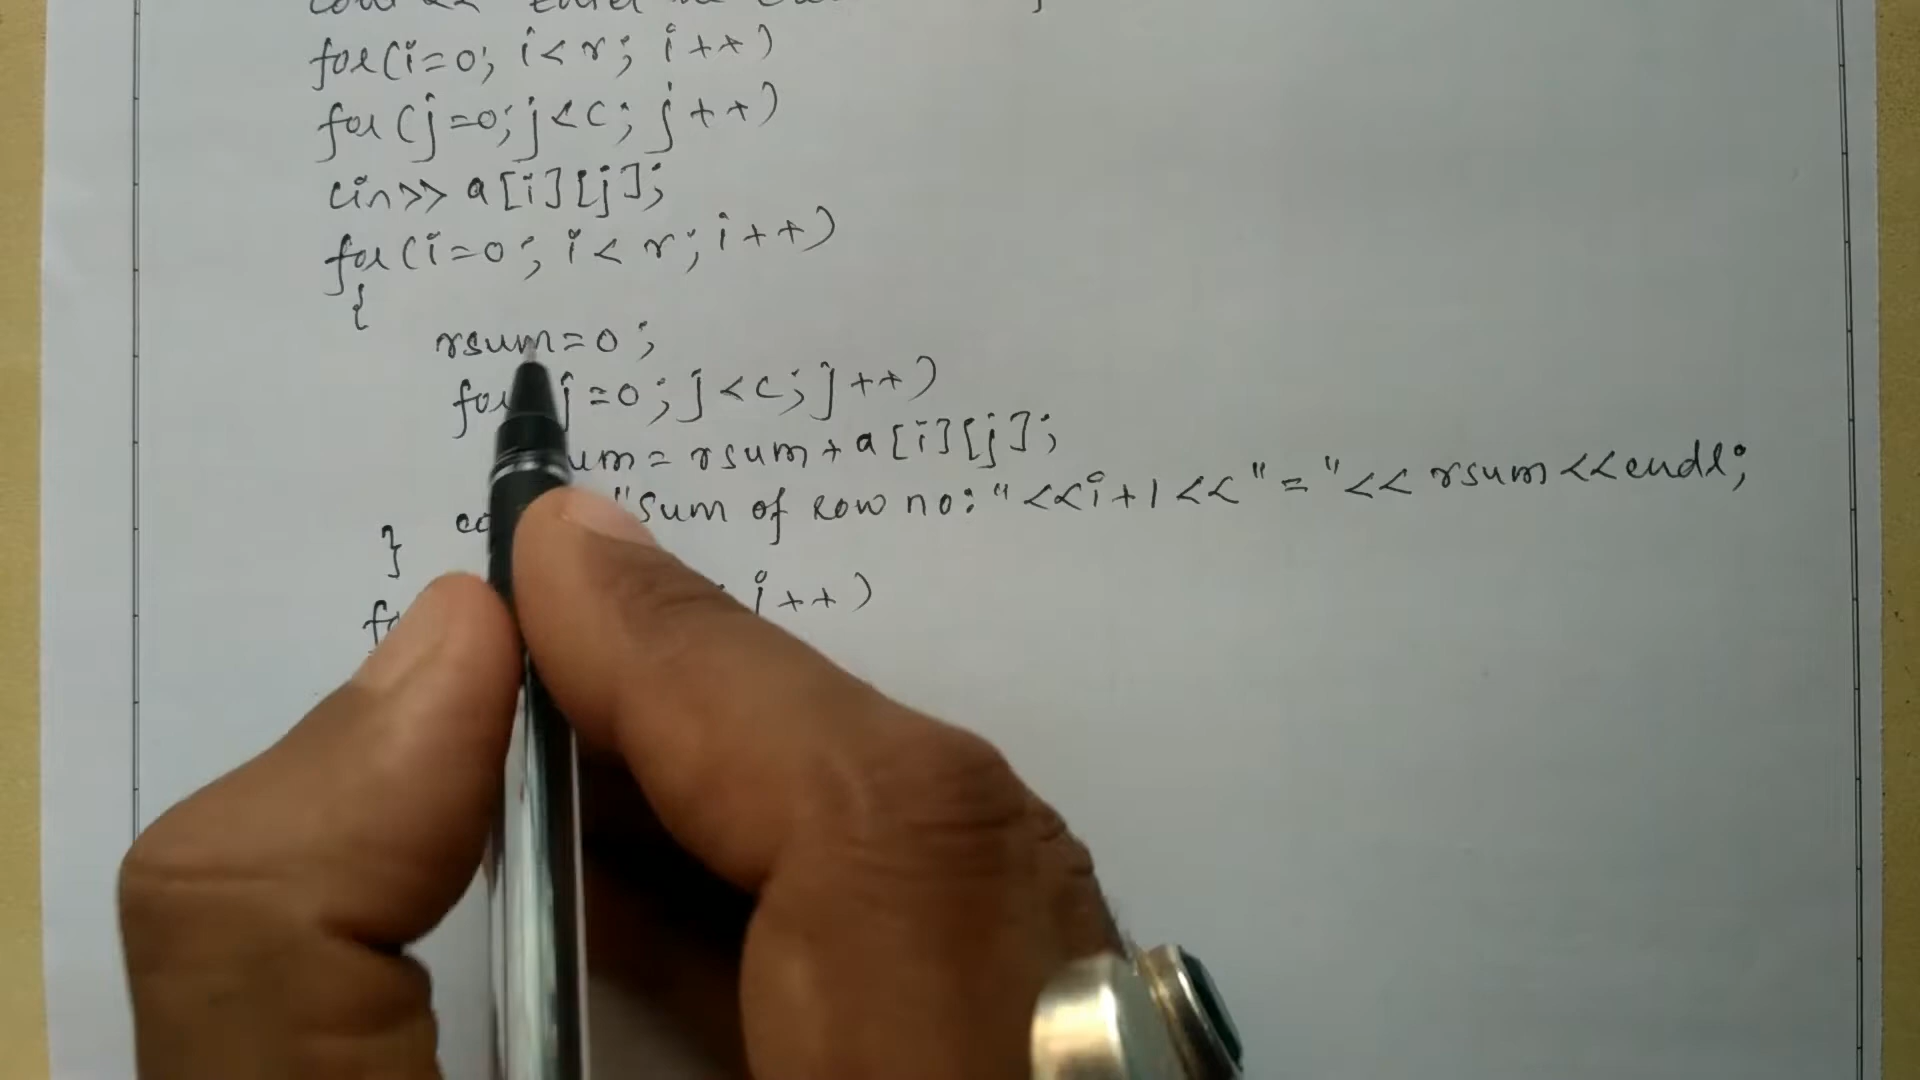 for(i=0; i<r; i++)
for(j=0; j<c; j++)
cin>> a[i][j];
for(i=0; i<r; i++)
{
rsum=0;
for j=0; j<c; j++)
um=rsum+a[i][j];
"Sum of row no:"<<i+1<<"="<<rsum<<endl;
}
j++)